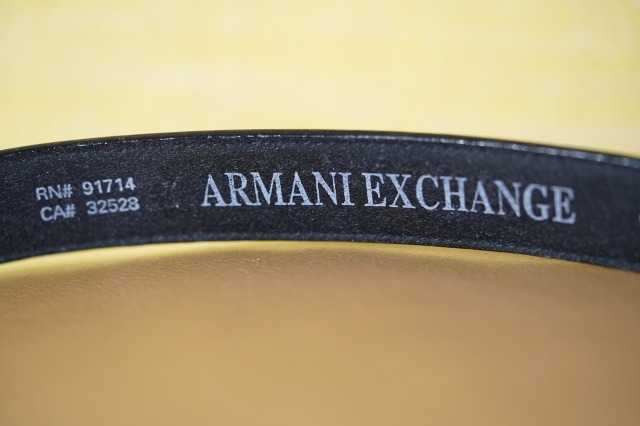 RN# 91714
CA# 32528
ARMANI EXCHANGE